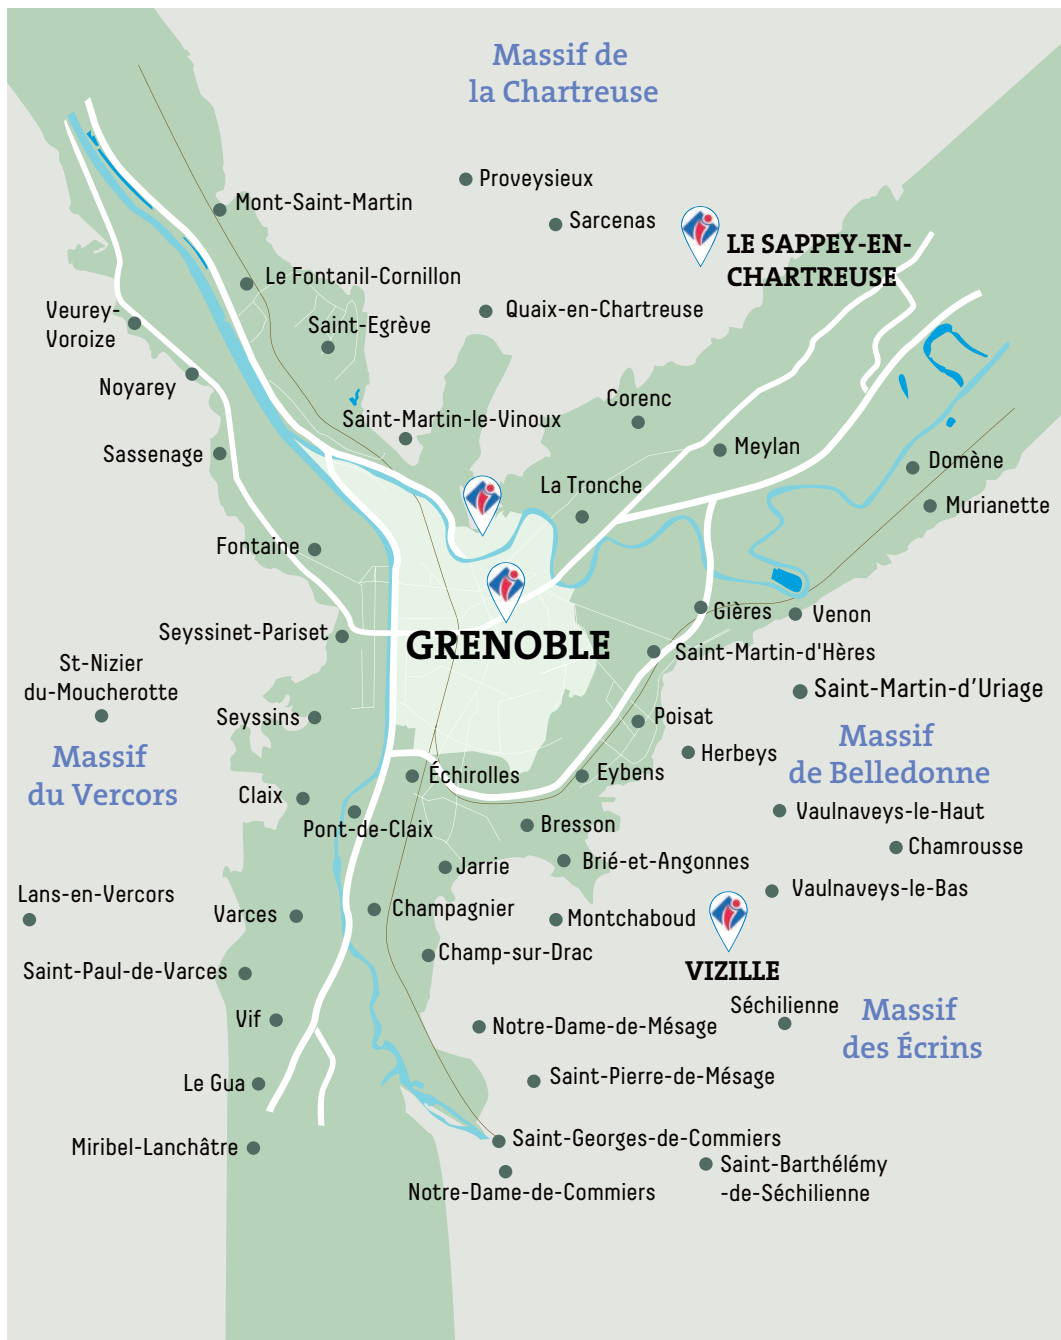 Massif de
la Chartreuse
Proveysieux
Mont-Saint-Martin
Sarcenas
LE SAPPEY-EN-
CHARTREUSE
Le Fontanil-Cornillon
Veurey-
Voroize
Quaix-en-Chartreuse
Saint-Egrève
Noyarey
Corenc
Saint-Martin-le-Vinoux
Meylan
Sassenage
Domène
La Tronche
Murianette
Fontaine
Gières
Venon
Seyssinet-Pariset
GRENOBLE
Saint-Martin-d'Hères
St-Nizier
du-Moucherotte
Saint-Martin-d’Uriage
Seyssins
Poisat
Massif
du Vercors
Massif
de Belledonne
Herbeys
Échirolles
Eybens
Claix
Pont-de-Claix
Vaulnaveys-le-Haut
Bresson
Chamrousse
Jarrie
Brié-et-Angonnes
Lans-en-Vercors
Vaulnaveys-le-Bas
Varces
Champagnier
Montchaboud
Champ-sur-Drac
VIZILLE
Saint-Paul-de-Varces
Séchilienne
Massif
des Écrins
Vif
Notre-Dame-de-Mésage
Le Gua
Saint-Pierre-de-Mésage
Miribel-Lanchâtre
Saint-Georges-de-Commiers
Saint-Barthélémy
-de-Séchilienne
Notre-Dame-de-Commiers